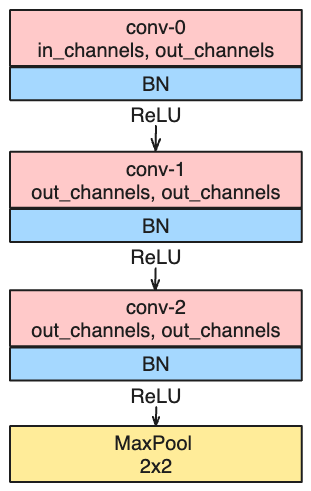 conv-0
in_channels, out_channels
BN
ReLU
conv-1
out_channels, out_channels
BN
ReLU
conv-2
out_channels, out_channels
BN
ReLU
MaxPool
2x2